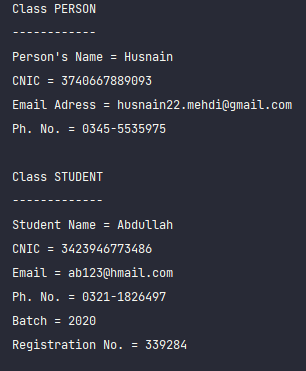 Class PERSON
------------
Person's Name = Husnain
CNIC = 3740667889093
Email Adress = husnain22.mehdi@gmail.com
Ph. No. = 0345-5535975
Class STUDENT
-------------
Student Name = Abdullah
CNIC = 3423946773486
Email = ab123@hmail.com
Ph. No. = 0321-1826497
Batch = 2020
Registration No. = 339284